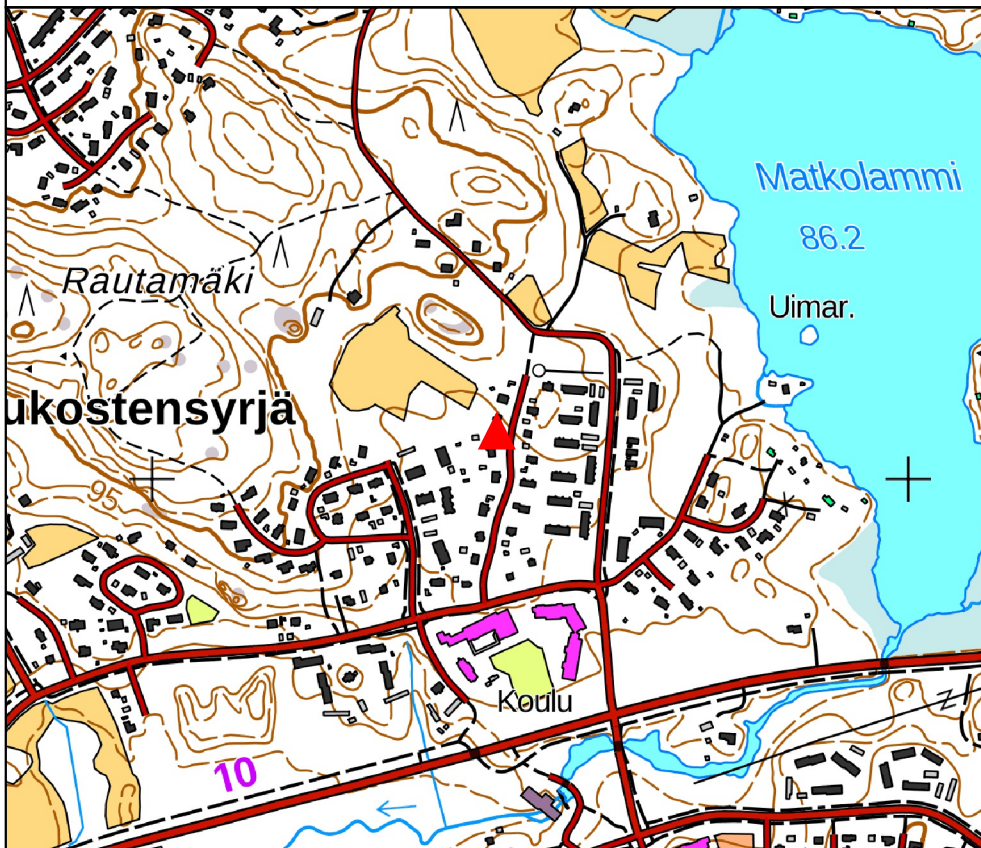 Matkolammi
86.2
Rautamäki
Uimar.
ukostensyrjä
95
Koulu
10
Z